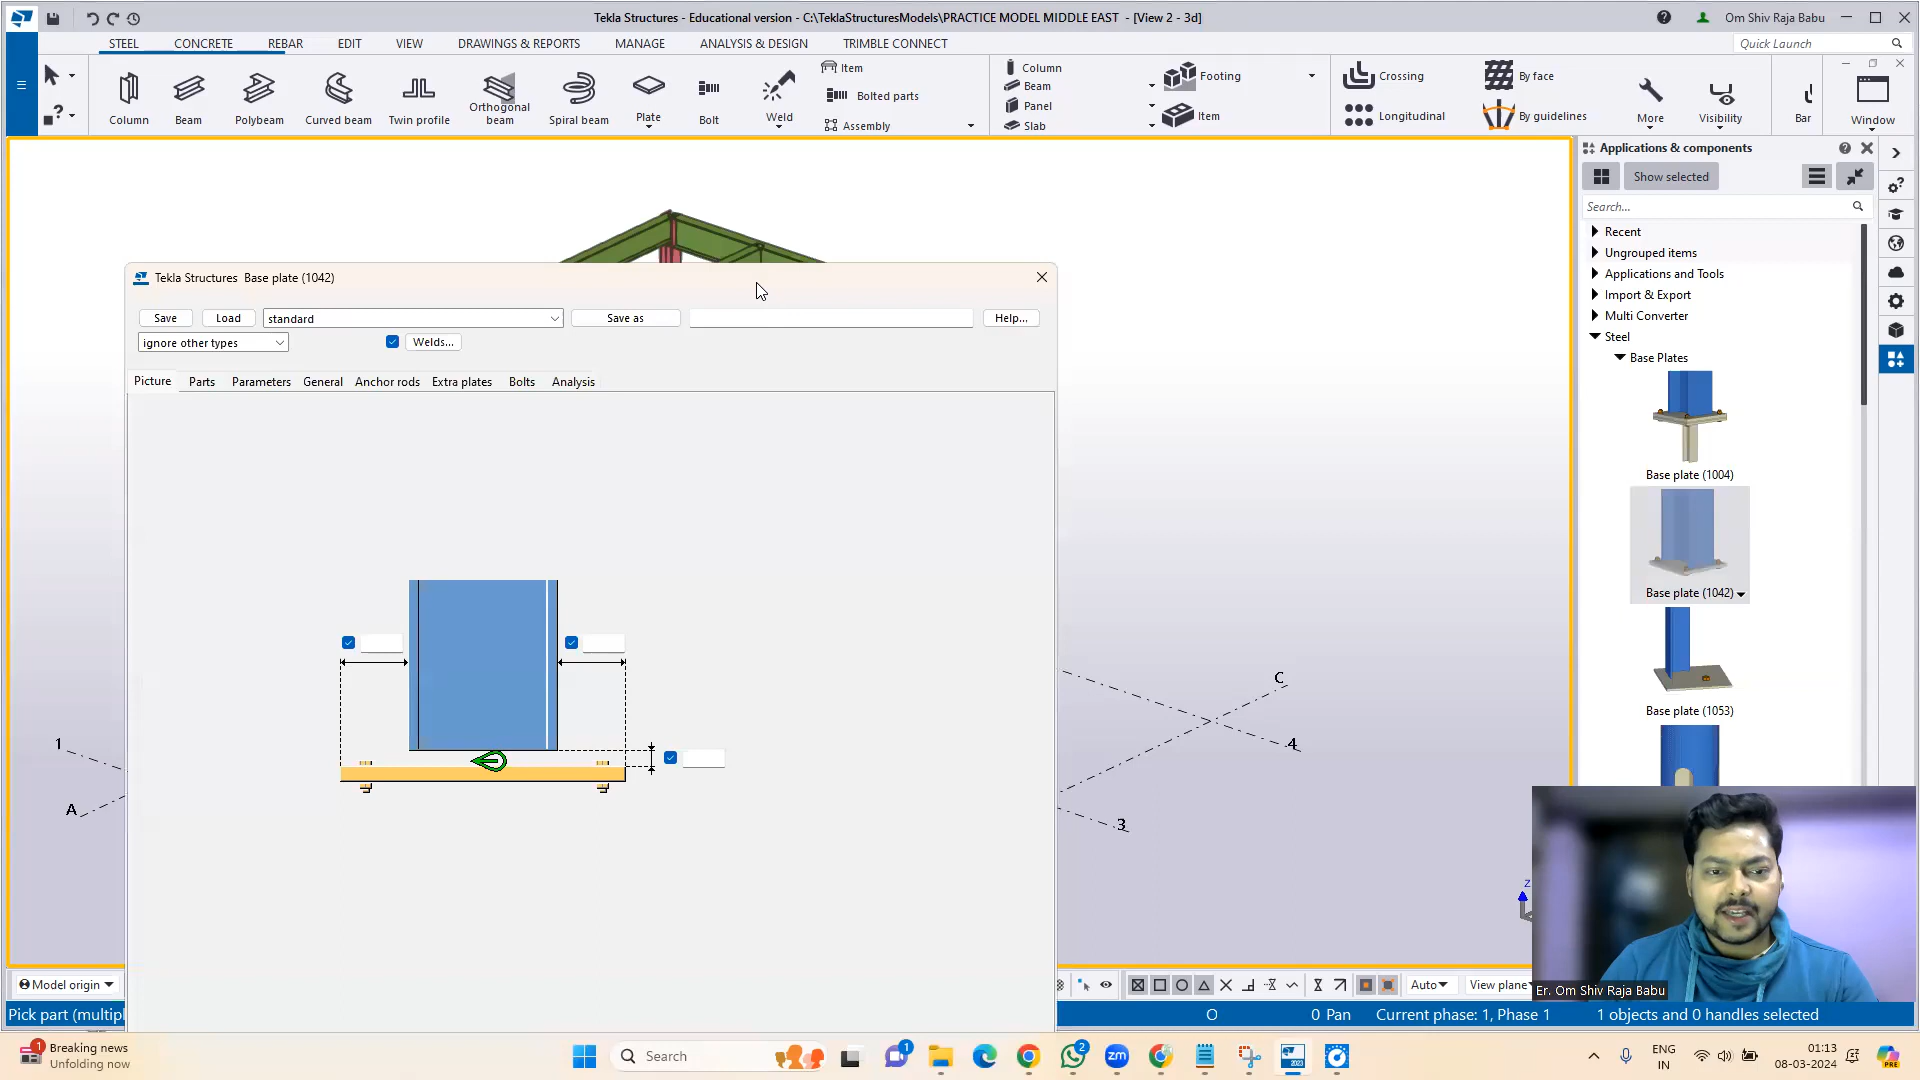 Tekla Structures - Educational version - C:\TeklaStructuresModels\PRACTICE MODEL MIDDLE EAST - [View 2 - 3d]
Om Shiv Raja Babu
STEEL CONCRETE REBAR EDIT VIEW DRAWINGS & REPORTS MANAGE ANALYSIS & DESIGN TRIMBLE CONNECT
Quick Launch
Column
Beam
Polybeam
Curved beam
Twin profile
Orthogonal
beam
Spiral beam
Plate
Bolt
Weld
Item
Bolted parts
Assembly
Column
Beam
Panel
Slab
Footing
Item
Crossing
Longitudinal
By face
By guidelines
More
Visibility
Bar
Window
Applications & components
Show selected
Search...
Recent
Ungrouped items
Applications and Tools
Import & Export
Multi Converter
Steel
Base Plates
Base plate (1004)
Base plate (1042)
Base plate (1053)
Tekla Structures Base plate (1042)
Save Load standard Save as Help...
ignore other types Welds...
Picture Parts Parameters General Anchor rods Extra plates Bolts Analysis
1
A
C
4
3
Z
Model origin
Auto View plane
Er. Om Shiv Raja Babu
Pick part (multipl
O 0 Pan Current phase: 1, Phase 1 1 objects and 0 handles selected
1
Breaking news
Unfolding now
Search
1
2
zm
2023
ENG
IN
01:13
08-03-2024
PRE